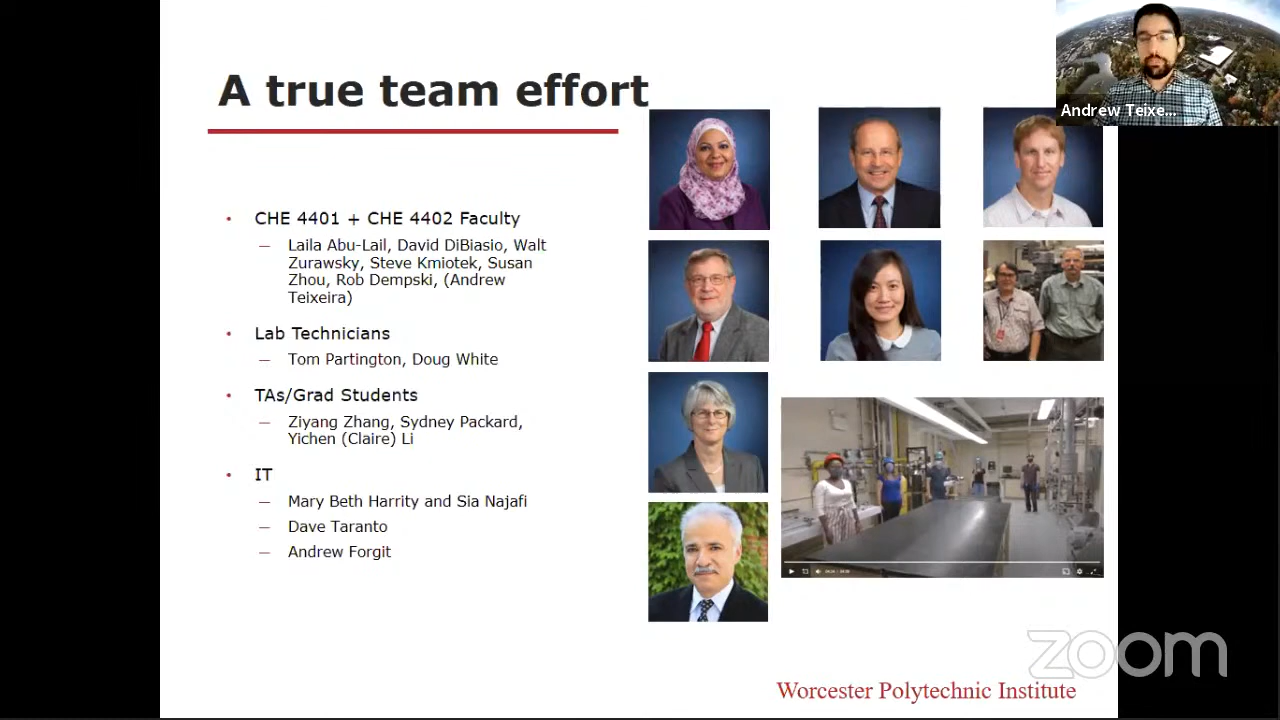 A true team effort
Andrew Teixe...
• CHE 4401 + CHE 4402 Faculty
— Laila Abu-Lail, David DiBiasio, Walt
Zurawsky, Steve Kmiotek, Susan
Zhou, Rob Dempski, (Andrew
Teixeira)
• Lab Technicians
— Tom Partington, Doug White
• TAs/Grad Students
— Ziyang Zhang, Sydney Packard,
Yichen (Claire) Li
• IT
— Mary Beth Harrity and Sia Najafi
— Dave Taranto
— Andrew Forgit
zoom
Worcester Polytechnic Institute